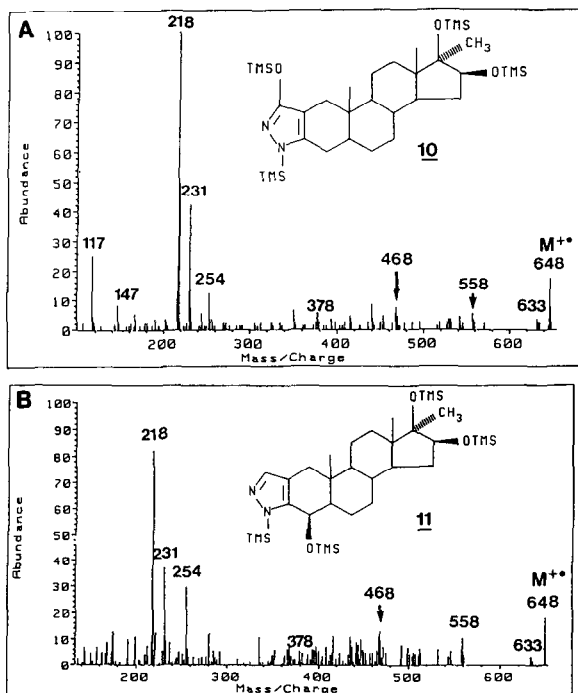 A
100
90
80
70
60
50
40
30
20
10
0
Abundance
218
231
117
147
254
378
468
558
M+•
648
633
200 300 400 500 600
Mass/Charge
OTMS
CH3
OTMS
TMSO
N
N
TMS
10
B
100
90
80
70
60
50
40
30
20
10
0
Abundance
218
231
254
378
468
558
M+•
648
633
200 300 400 500 600
Mass/Charge
OTMS
CH3
OTMS
N
N
TMS
OTMS
11